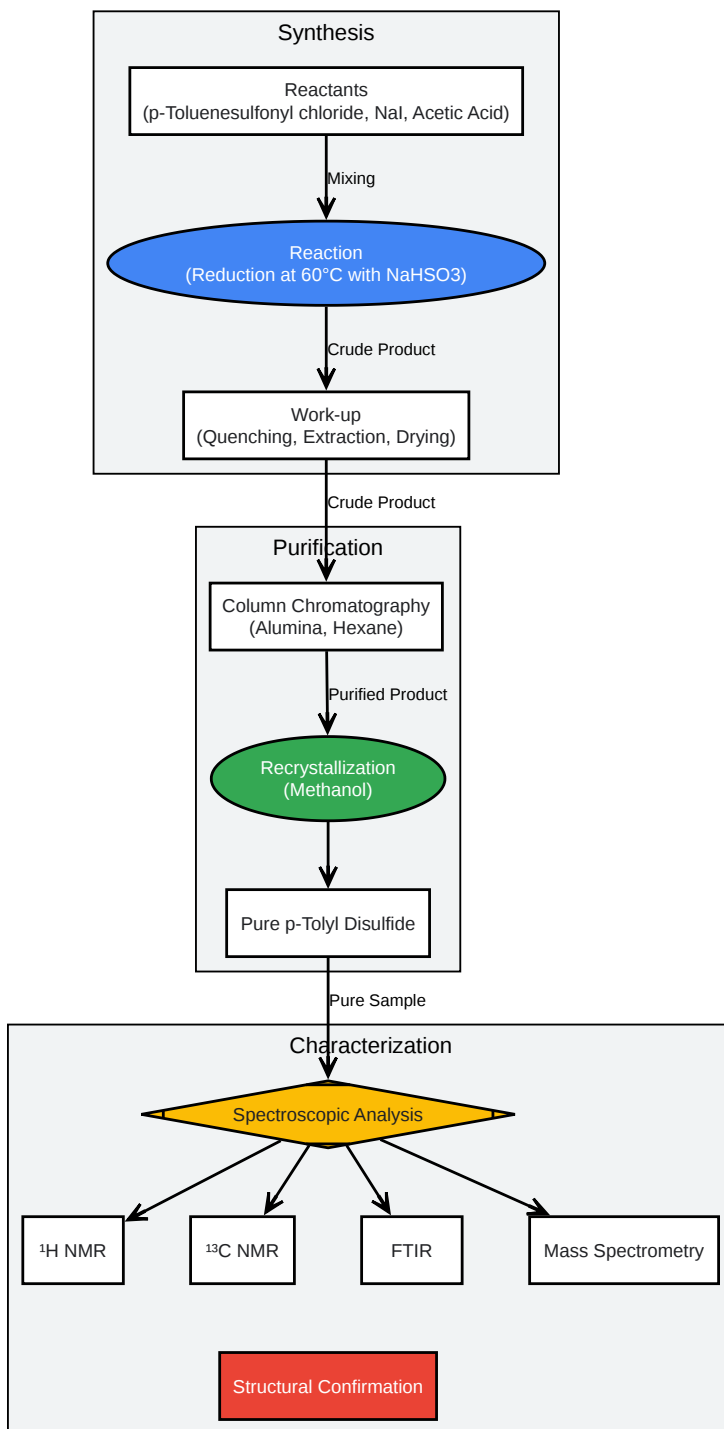 Synthesis
Reactants
(p-Toluenesulfonyl chloride, NaI, Acetic Acid)
Mixing
Reaction
(Reduction at 60°C with NaHSO3)
Crude Product
Work-up
(Quenching, Extraction, Drying)
Crude Product
Purification
Column Chromatography
(Alumina, Hexane)
Purified Product
Recrystallization
(Methanol)
Pure p-Tolyl Disulfide
Pure Sample
Characterization
Spectroscopic Analysis
¹H NMR
¹³C NMR
FTIR
Mass Spectrometry
Structural Confirmation